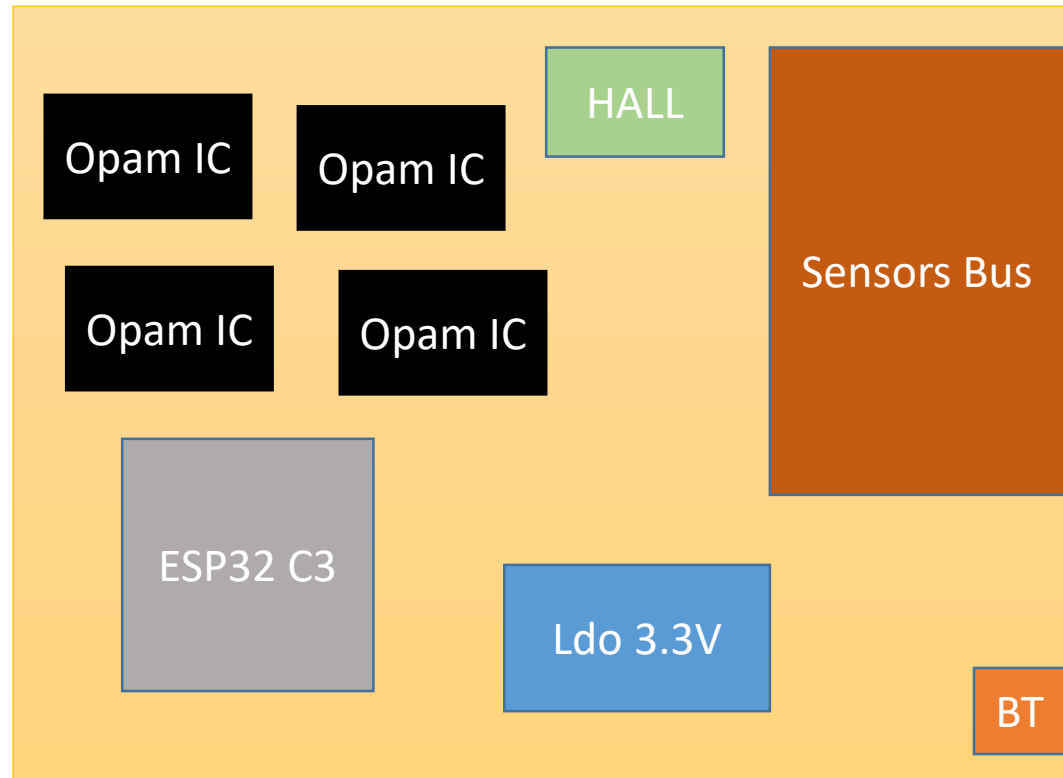 HALL
Opam IC
Opam IC
Sensors Bus
Opam IC
Opam IC
ESP32 C3
Ldo 3.3V
BT